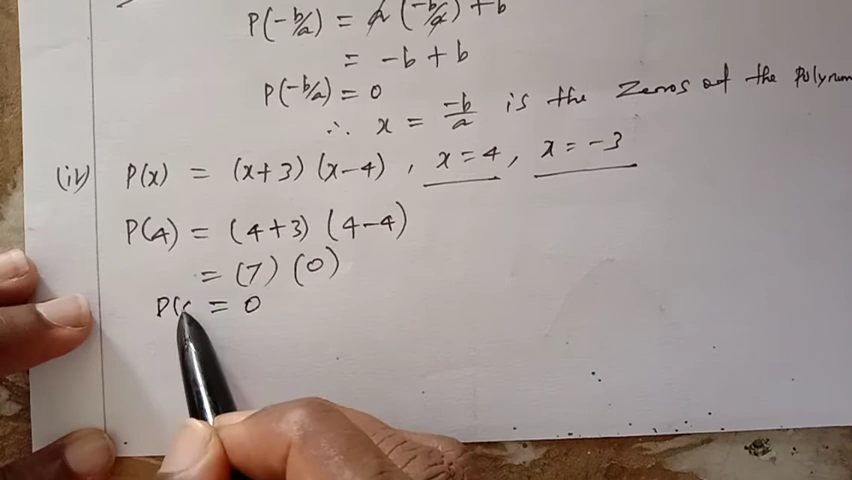 P(-b/a) = a (-b/a) + b
= -b + b
P(-b/a) = 0
∴ x = -b/a is the Zeros of the polynom
(iv) P(x) = (x+3) (x-4) , x=4 , x=-3
P(4) = (4+3) (4-4)
= (7) (0)
P( = 0